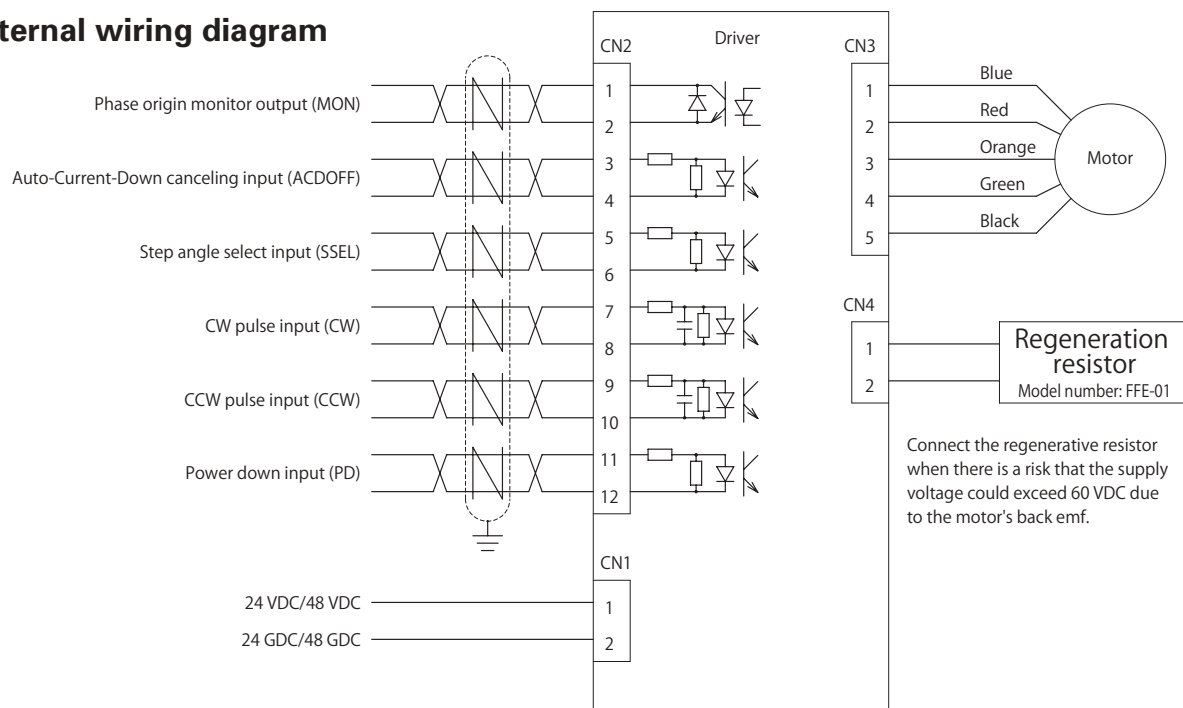 ternal wiring diagram
CN2
Driver
CN3
Phase origin monitor output (MON)
1
2
Auto-Current-Down canceling input (ACDOFF)
3
4
Step angle select input (SSEL)
5
6
CW pulse input (CW)
7
8
CCW pulse input (CCW)
9
10
Power down input (PD)
11
12
1
Blue
2
Red
3
Orange
4
Green
5
Black
Motor
CN4
1
2
Regeneration
resistor
Model number: FFE-01
Connect the regenerative resistor
when there is a risk that the supply
voltage could exceed 60 VDC due
to the motor's back emf.
CN1
24 VDC/48 VDC
1
24 GDC/48 GDC
2